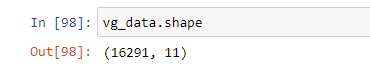 In [98]: vg_data.shape
Out[98]: (16291, 11)